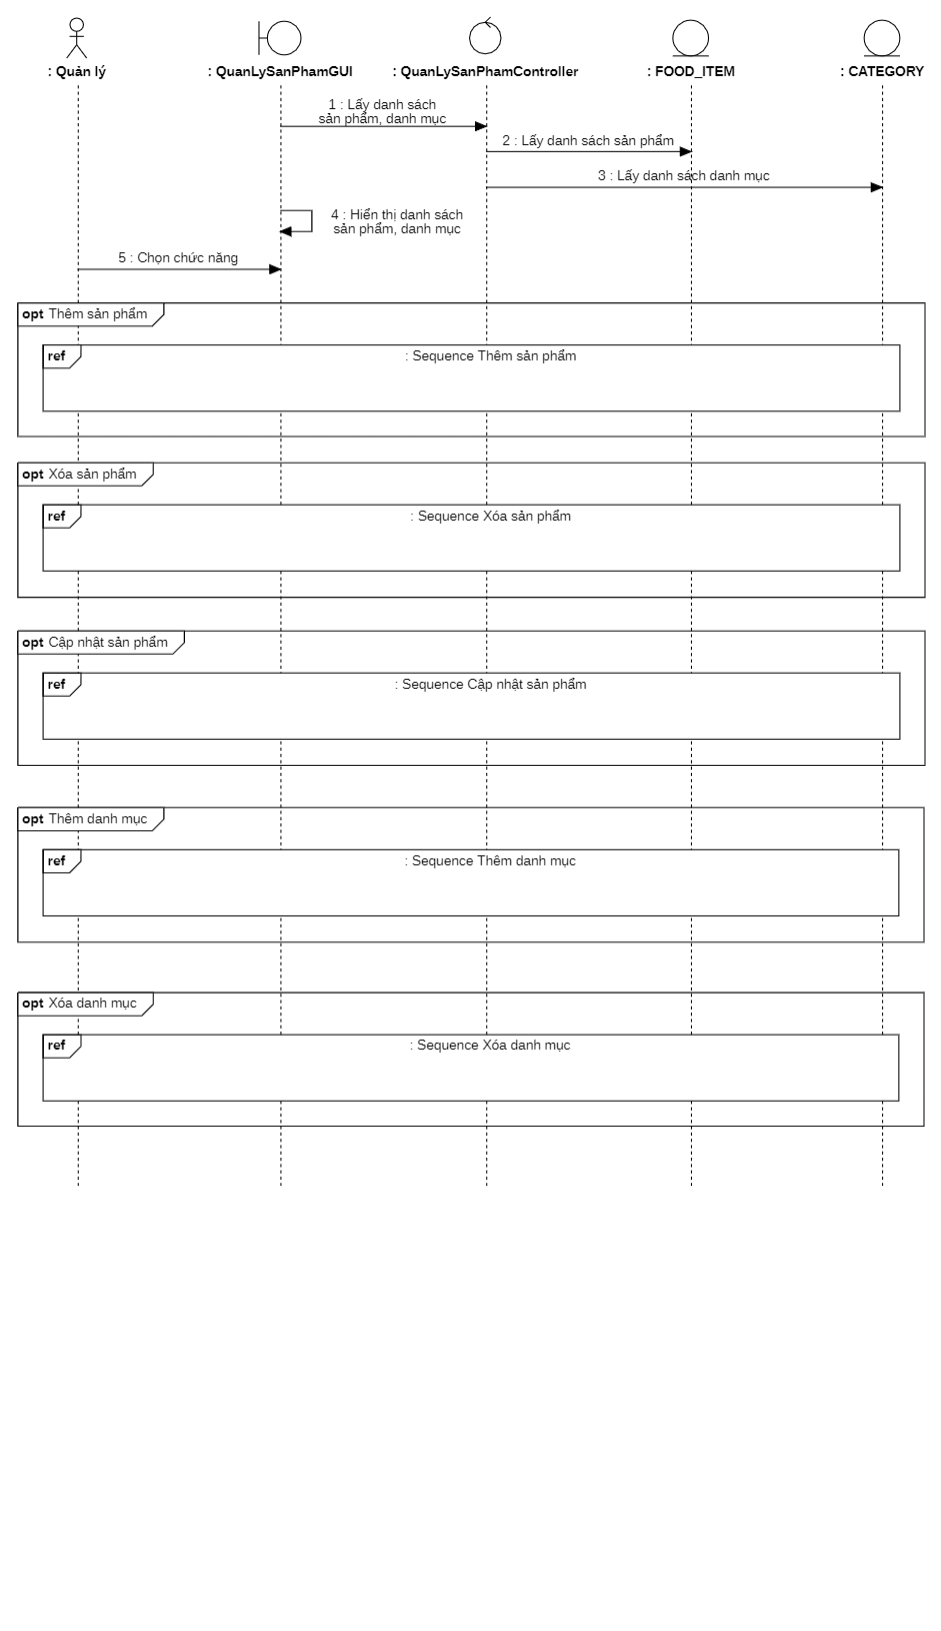 : Quản lý
: QuanLySanPhamGUI
: QuanLySanPhamController
: FOOD_ITEM
: CATEGORY
1 : Lấy danh sách
sản phẩm, danh mục
2 : Lấy danh sách sản phẩm
3 : Lấy danh sách danh mục
4 : Hiển thị danh sách
sản phẩm, danh mục
5 : Chọn chức năng
opt Thêm sản phẩm
ref
: Sequence Thêm sản phẩm
opt Xóa sản phẩm
ref
: Sequence Xóa sản phẩm
opt Cập nhật sản phẩm
ref
: Sequence Cập nhật sản phẩm
opt Thêm danh mục
ref
: Sequence Thêm danh mục
opt Xóa danh mục
ref
: Sequence Xóa danh mục